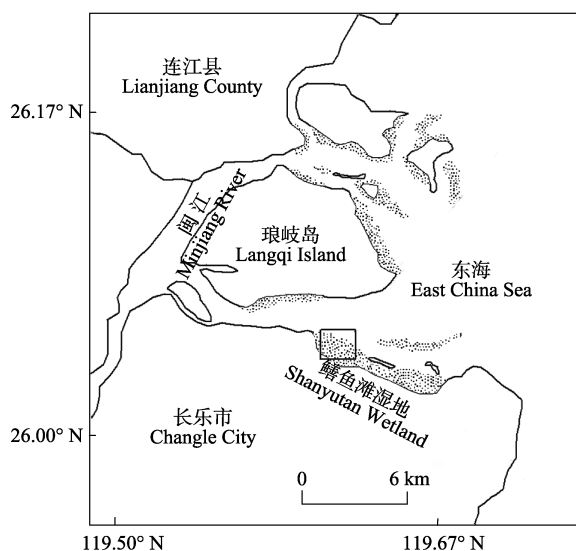 连江县
Lianjiang County
26.17° N
闽江
Minjiang River
琅岐岛
Langqi Island
东海
East China Sea
鳝鱼滩湿地
Shanyutan Wetland
长乐市
Changle City
26.00° N
0 6 km
119.50° N 119.67° N